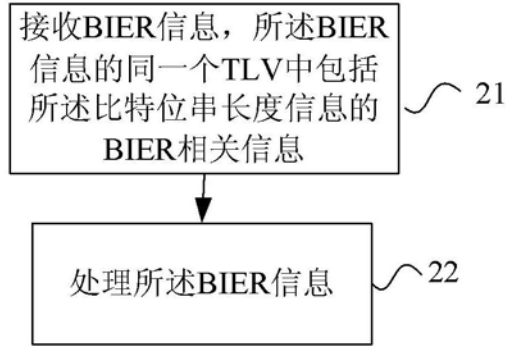 接收BIER信息，所述BIER
信息的同一个TLV中包括
所述比特位串长度信息的
BIER相关信息
21
处理所述BIER信息
22